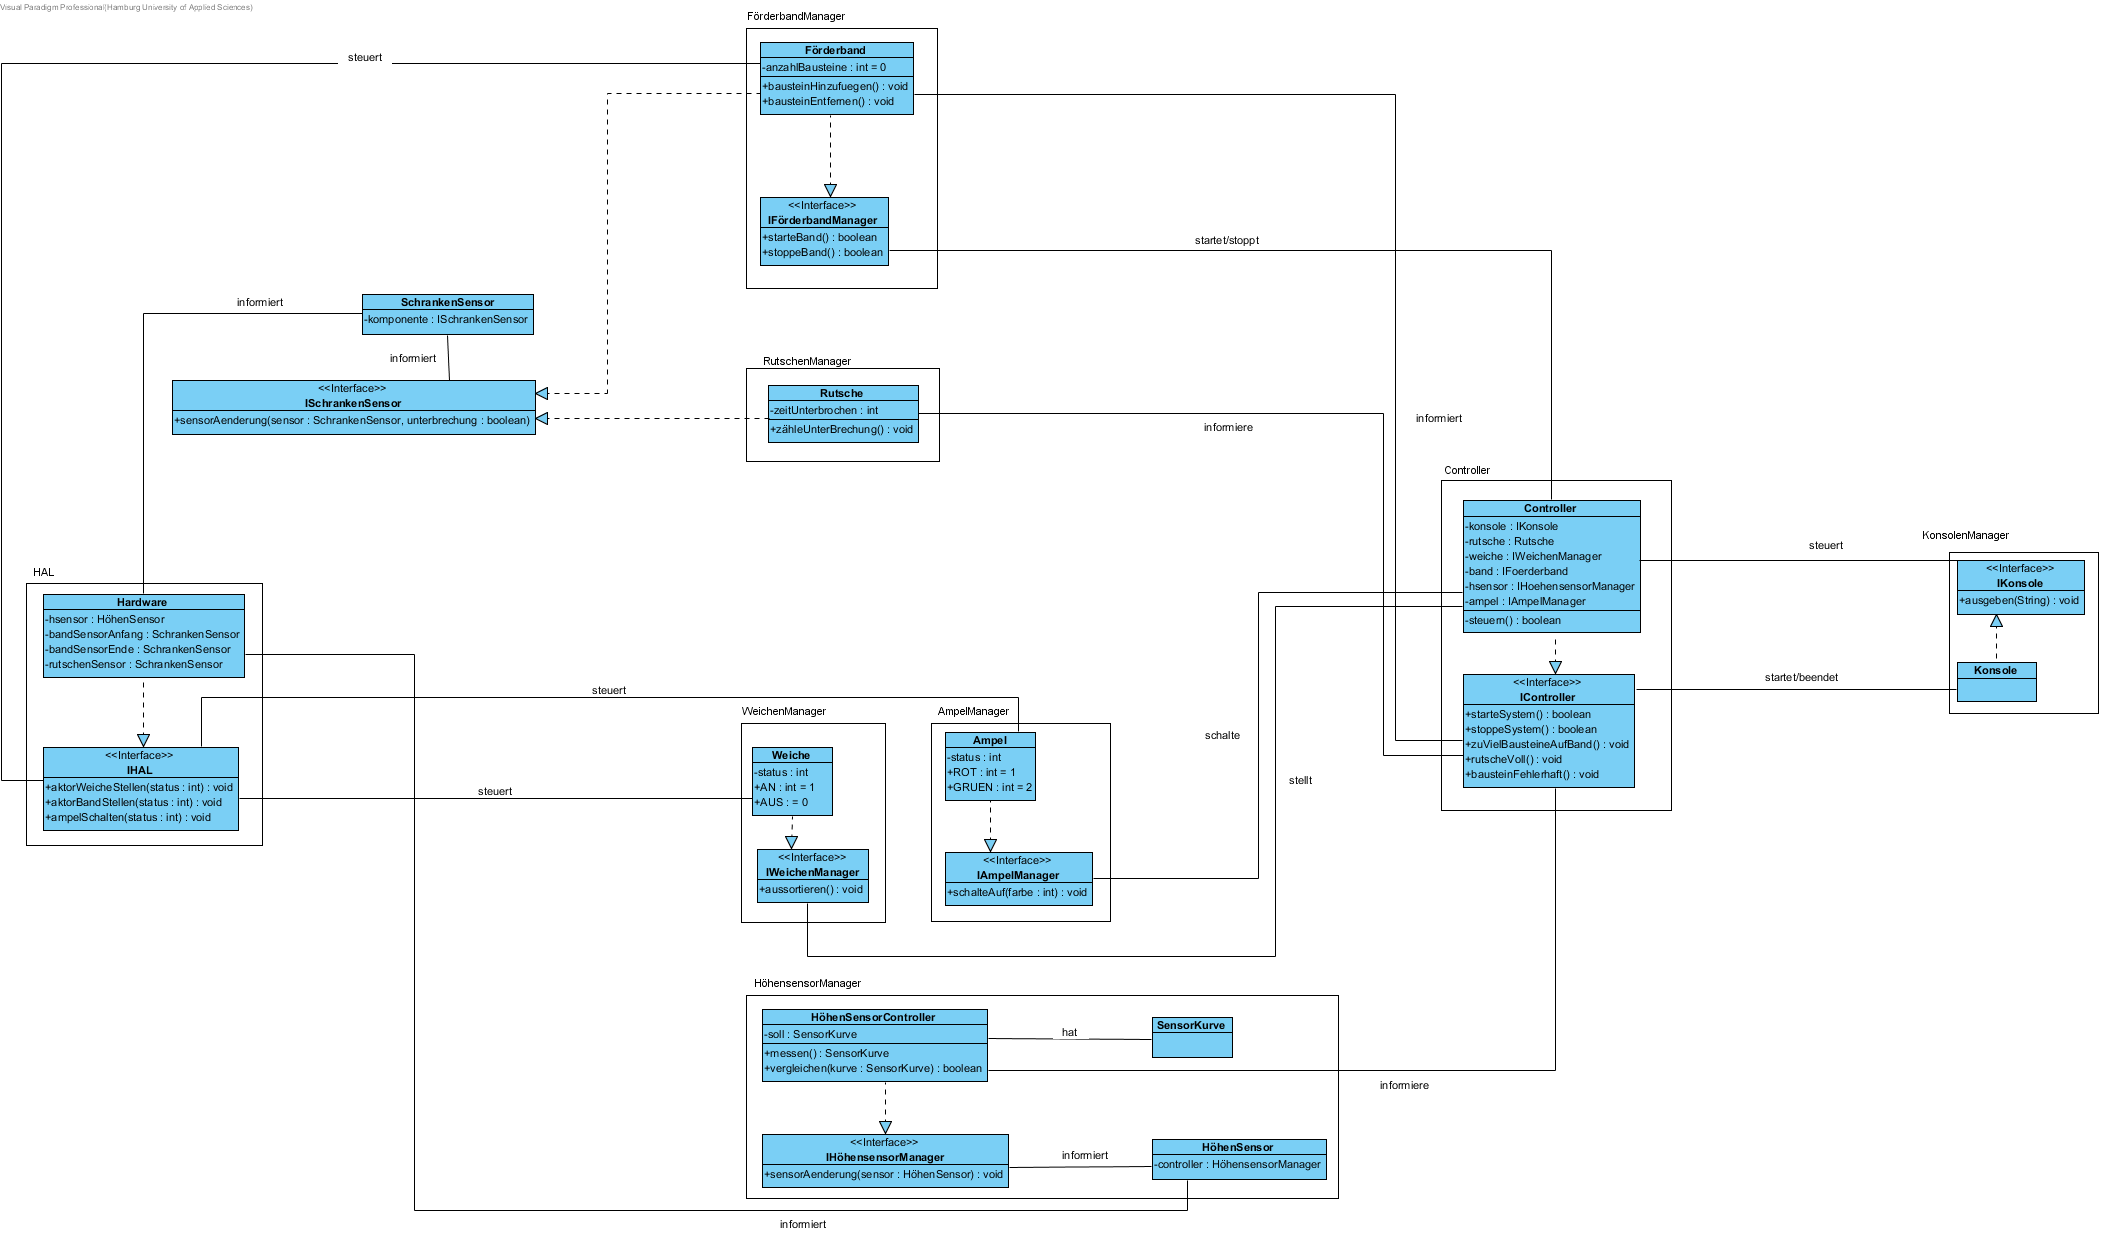 Visual Paradigm Professional(Hamburg University of Applied Sciences)
FörderbandManager
Förderband
-anzahlBausteine : int = 0
+bausteinHinzufuegen() : void
+bausteinEntfernen() : void
steuert
<<Interface>>
IFörderbandManager
+starteBand() : boolean
+stoppeBand() : boolean
startet/stoppt
informiert
SchrankenSensor
-komponente : ISchrankenSensor
informiert
<<Interface>>
ISchrankenSensor
+sensorAenderung(sensor : SchrankenSensor, unterbrechung : boolean)
RutschenManager
Rutsche
-zeitUnterbrochen : int
+zähleUnterBrechung() : void
informiere
informiert
Controller
Controller
-konsole : IKonsole
-rutsche : Rutsche
-weiche : IWeichenManager
-band : IFoerderband
-hsensor : IHoehensensorManager
-ampel : IAmpelManager
-steuern() : boolean
<<Interface>>
IController
+starteSystem() : boolean
+stoppeSystem() : boolean
+zuVielBausteineAufBand() : void
+rutscheVoll() : void
+bausteinFehlerhaft() : void
steuert
KonsolenManager
<<Interface>>
IKonsole
+ausgeben(String) : void
Konsole
startet/beendet
HAL
Hardware
-hsensor : HöhenSensor
-bandSensorAnfang : SchrankenSensor
-bandSensorEnde : SchrankenSensor
-rutschenSensor : SchrankenSensor
<<Interface>>
IHAL
+aktorWeicheStellen(status : int) : void
+aktorBandStellen(status : int) : void
+ampelSchalten(status : int) : void
steuert
steuert
WeichenManager
Weiche
-status : int
+AN : int = 1
+AUS : = 0
<<Interface>>
IWeichenManager
+aussortieren() : void
AmpelManager
Ampel
-status : int
+ROT : int = 1
+GRUEN : int = 2
<<Interface>>
IAmpelManager
+schalteAuf(farbe : int) : void
schalte
stellt
HöhensensorManager
HöhenSensorController
-soll : SensorKurve
+messen() : SensorKurve
+vergleichen(kurve : SensorKurve) : boolean
hat
SensorKurve
informiere
<<Interface>>
IHöhensensorManager
+sensorAenderung(sensor : HöhenSensor) : void
informiert
HöhenSensor
-controller : HöhensensorManager
informiert